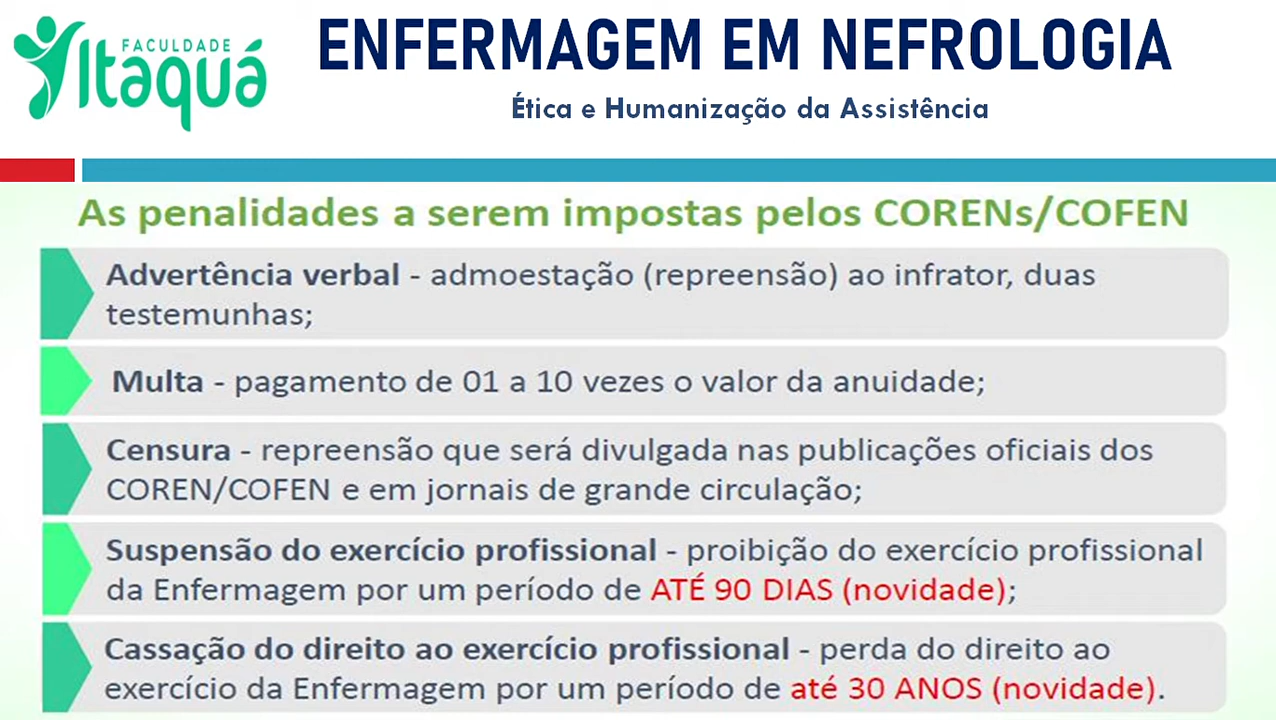 FACULDADE
Itaquá
ENFERMAGEM EM NEFROLOGIA
Ética e Humanização da Assistência
As penalidades a serem impostas pelos CORENs/COFEN
Advertência verbal - admoestação (repreensão) ao infrator, duas
testemunhas;
Multa - pagamento de 01 a 10 vezes o valor da anuidade;
Censura - repreensão que será divulgada nas publicações oficiais dos
COREN/COFEN e em jornais de grande circulação;
Suspensão do exercício profissional - proibição do exercício profissional
da Enfermagem por um período de ATÉ 90 DIAS (novidade);
Cassação do direito ao exercício profissional - perda do direito ao
exercício da Enfermagem por um período de até 30 ANOS (novidade).